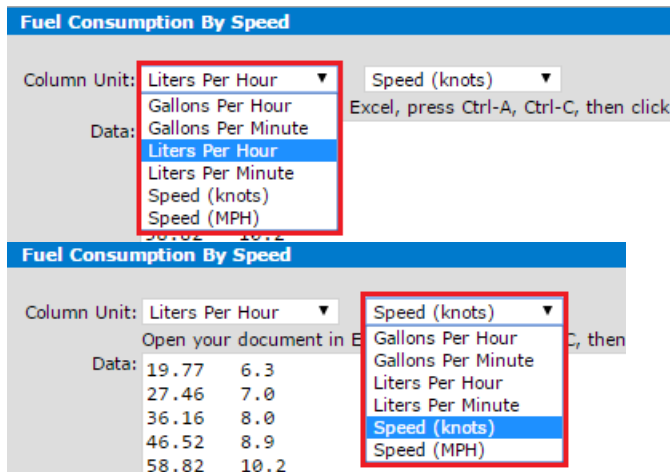 Fuel Consumption By Speed
Column Unit: Liters Per Hour ▼ Speed (knots) ▼
Gallons Per Hour Excel, press Ctrl-A, Ctrl-C, then click
Data: Gallons Per Minute
Liters Per Hour
Liters Per Minute
Speed (knots)
Speed (MPH)
58.82 10.2
Fuel Consumption By Speed
Column Unit: Liters Per Hour ▼ Speed (knots) ▼
Open your document in E Gallons Per Hour C, then
Data: 19.77 6.3 Gallons Per Minute
27.46 7.0 Liters Per Hour
36.16 8.0 Liters Per Minute
46.52 8.9 Speed (knots)
58.82 10.2 Speed (MPH)